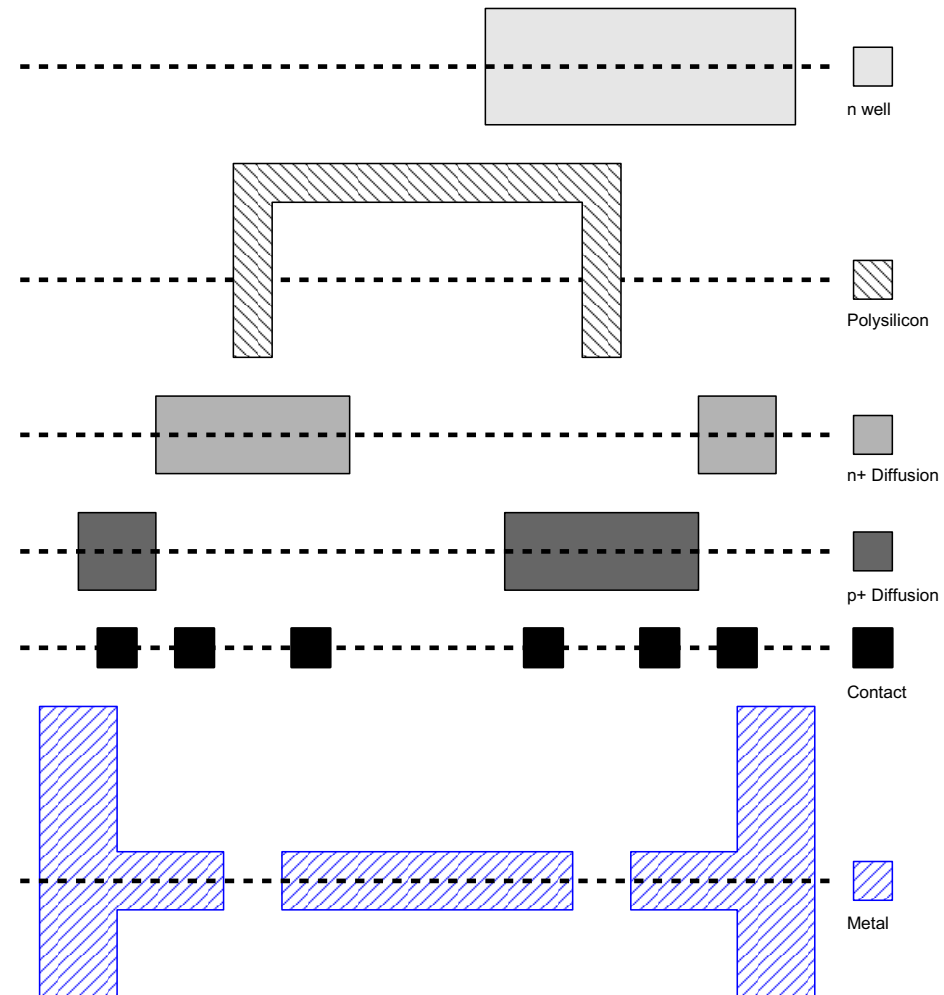 n well
Polysilicon
n+ Diffusion
p+ Diffusion
Contact
Metal